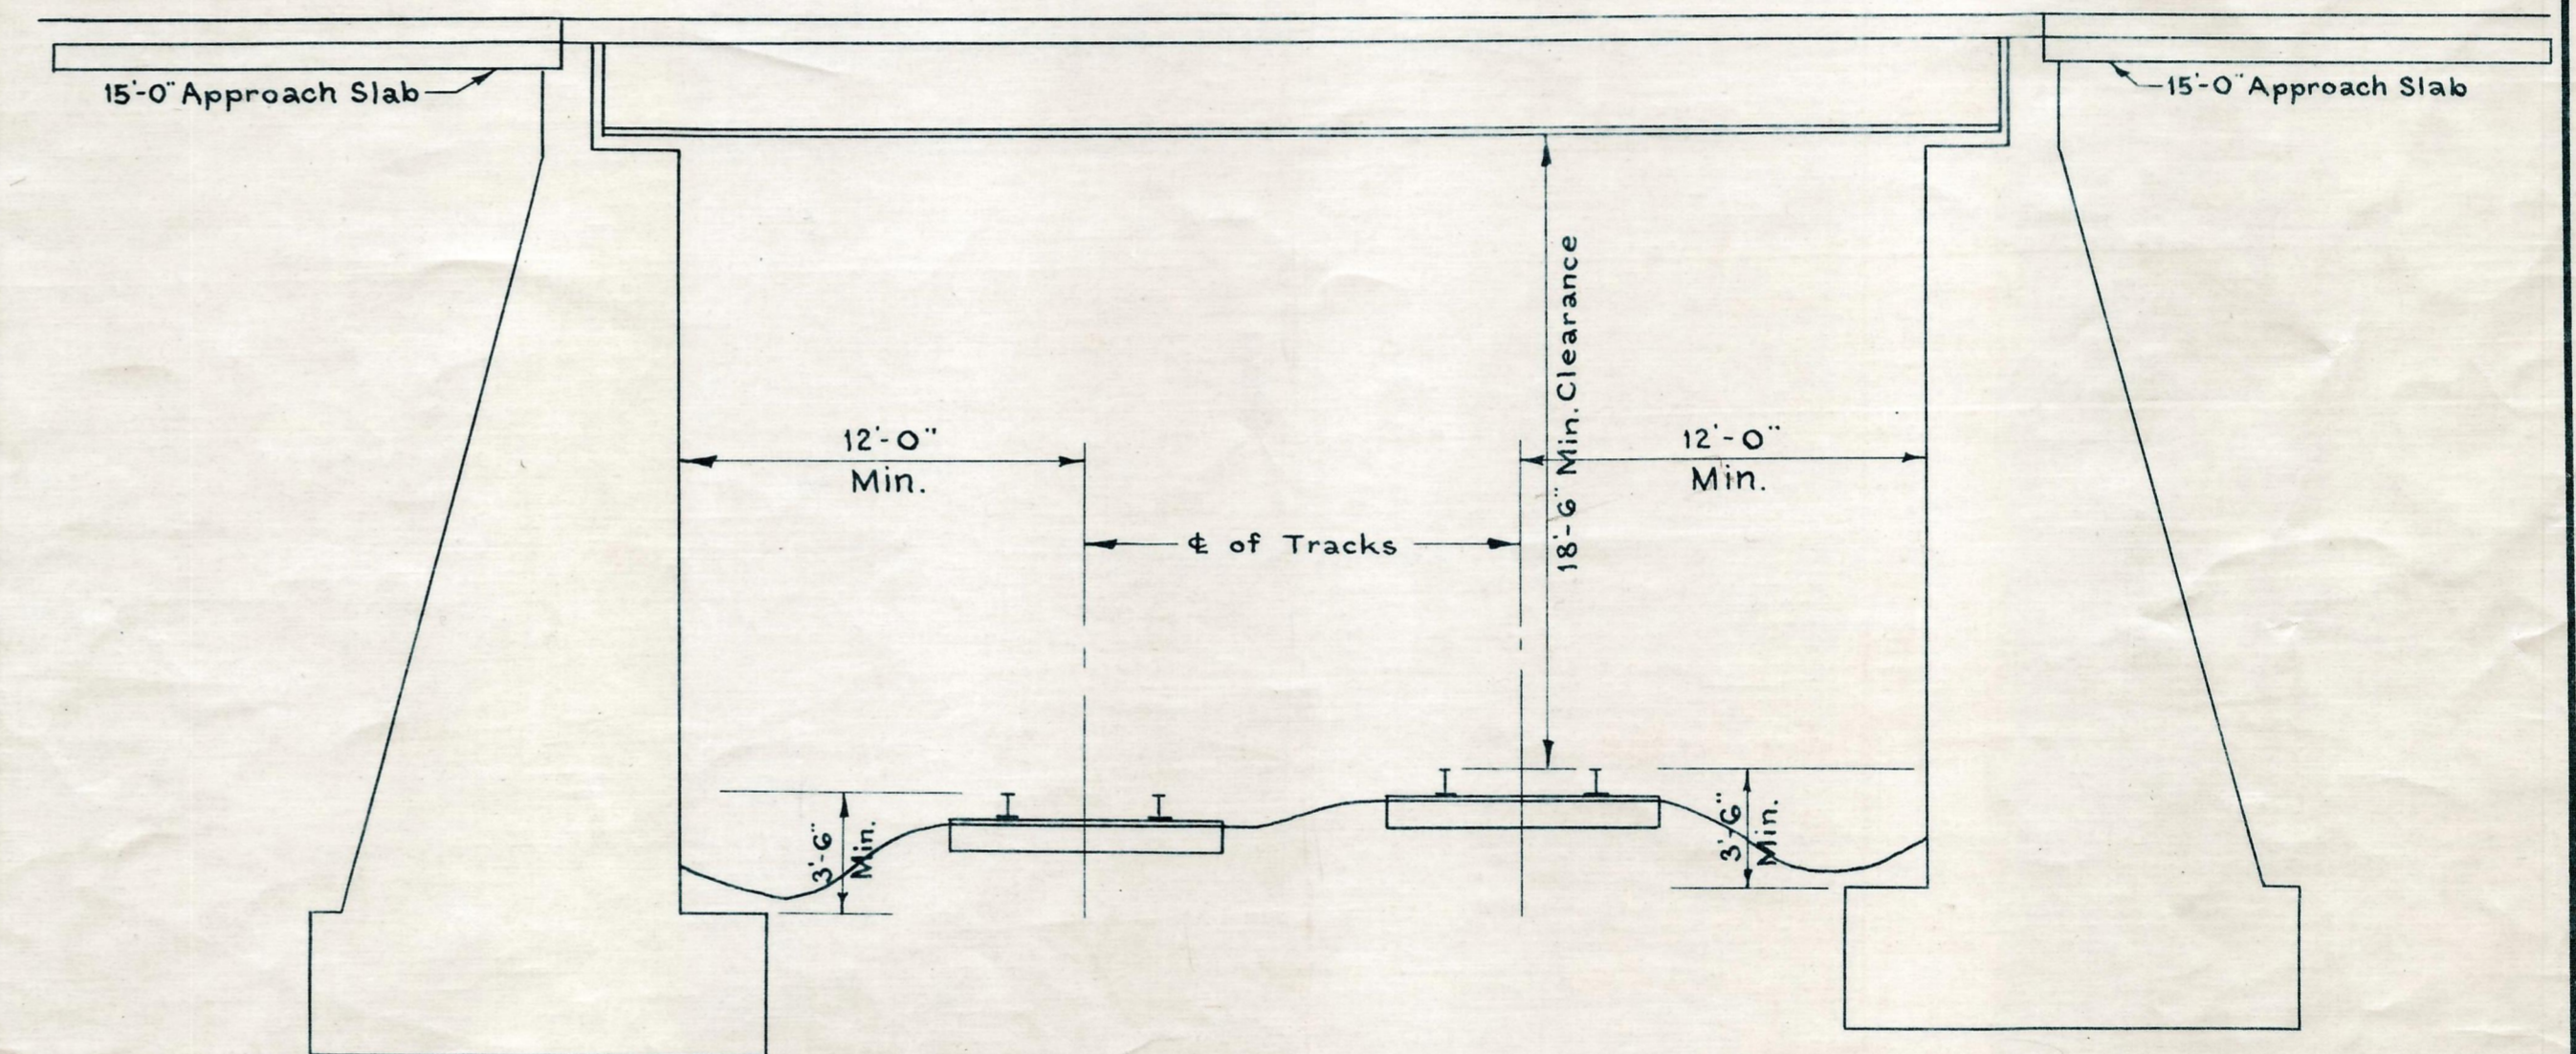 15'-0" Approach Slab
15'-0" Approach Slab
12'-0"
Min.
18'-6" Min. Clearance
12'-0"
Min.
℄ of Tracks
3'-6"
Min.
3'-6"
Min.